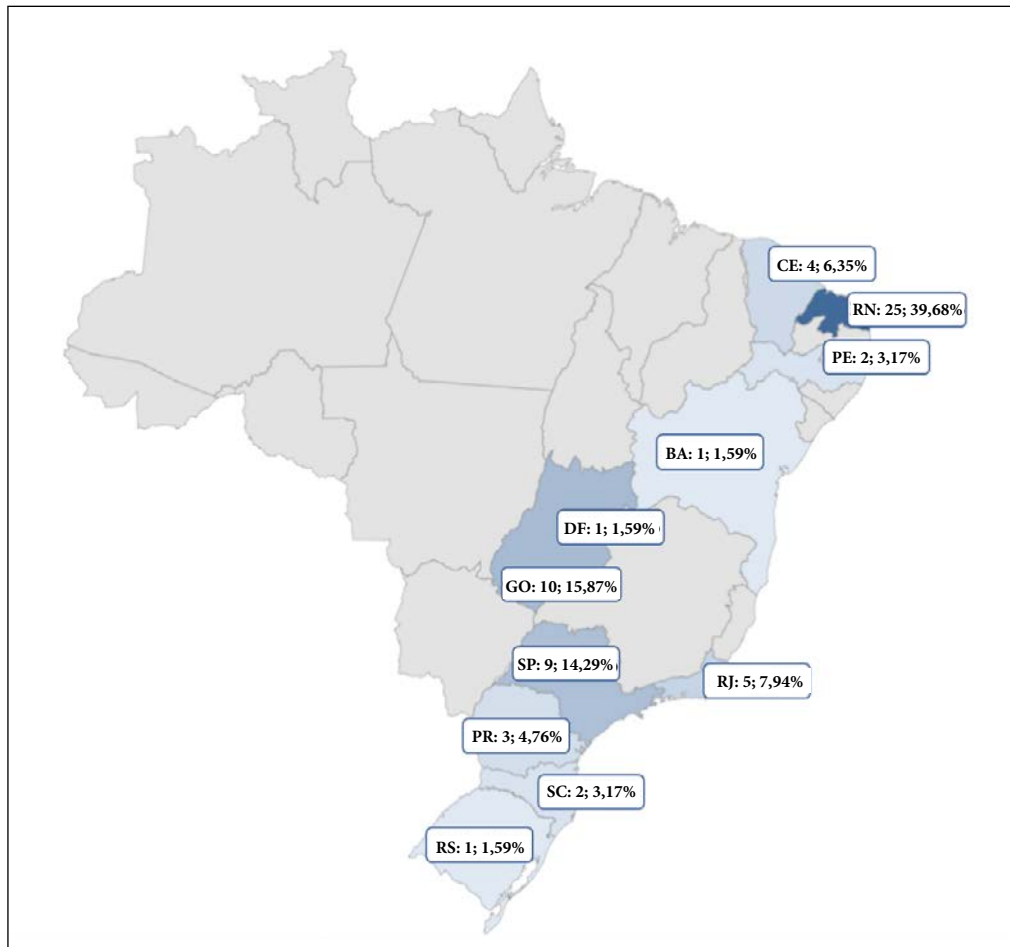 CE: 4; 6,35%
RN: 25; 39,68%
PE: 2; 3,17%
BA: 1; 1,59%
DF: 1; 1,59%
GO: 10; 15,87%
SP: 9; 14,29%
RJ: 5; 7,94%
PR: 3; 4,76%
SC: 2; 3,17%
RS: 1; 1,59%